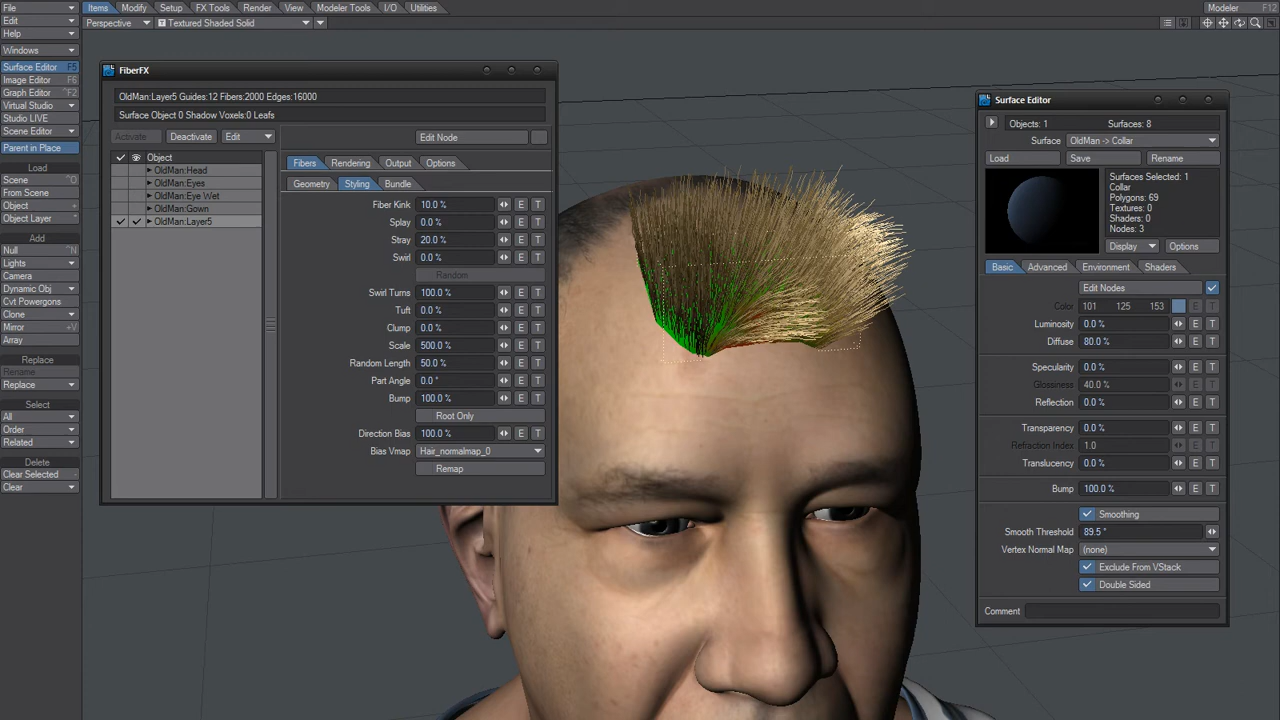 File Items Modify Setup FX Tools Render View Modeler Tools I/O Utilities Modeler F12
Edit Perspective T Textured Shaded Solid
Help
Windows
Surface Editor F5
Image Editor F6
Graph Editor ^F2
Virtual Studio
Studio LIVE
Scene Editor
Parent in Place
Load
Scene ^O
From Scene
Object +
Object Layer *
Add
Null ^N
Lights
Camera
Dynamic Obj
Cvt Powergons
Clone ^C
Mirror +V
Array
Replace
Rename
Replace
Select
All
Order
Related
Delete
Clear Selected -
Clear
FiberFX
OldMan:Layer5 Guides:12 Fibers:2000 Edges:16000
Surface Object 0 Shadow Voxels:0 Leafs
Activate Deactivate Edit Edit Node
Object
OldMan:Head
OldMan:Eyes
OldMan:Eye Wet
OldMan:Gown
OldMan:Layer5
Fibers Rendering Output Options
Geometry Styling Bundle
Fiber Kink 10.0 % E T
Splay 0.0 % E T
Stray 20.0 % E T
Swirl 0.0 % E T
Random
Swirl Turns 100.0 % E T
Tuft 0.0 % E T
Clump 0.0 % E T
Scale 500.0 % E T
Random Length 50.0 % E T
Part Angle 0.0 ° E T
Bump 100.0 % E T
Root Only
Direction Bias 100.0 % E T
Bias Vmap Hair_normalmap_0
Remap
Surface Editor
Objects: 1 Surfaces: 8
Surface OldMan -> Collar
Load Save Rename
Surfaces Selected: 1
Collar
Polygons: 69
Textures: 0
Shaders: 0
Nodes: 3
Display Options
Basic Advanced Environment Shaders
Edit Nodes
Color 101 125 153 E T
Luminosity 0.0 % E T
Diffuse 80.0 % E T
Specularity 0.0 % E T
Glossiness 40.0 % E T
Reflection 0.0 % E T
Transparency 0.0 % E T
Refraction Index 1.0 E T
Translucency 0.0 % E T
Bump 100.0 % E T
Smoothing
Smooth Threshold 89.5 °
Vertex Normal Map (none)
Exclude From VStack
Double Sided
Comment